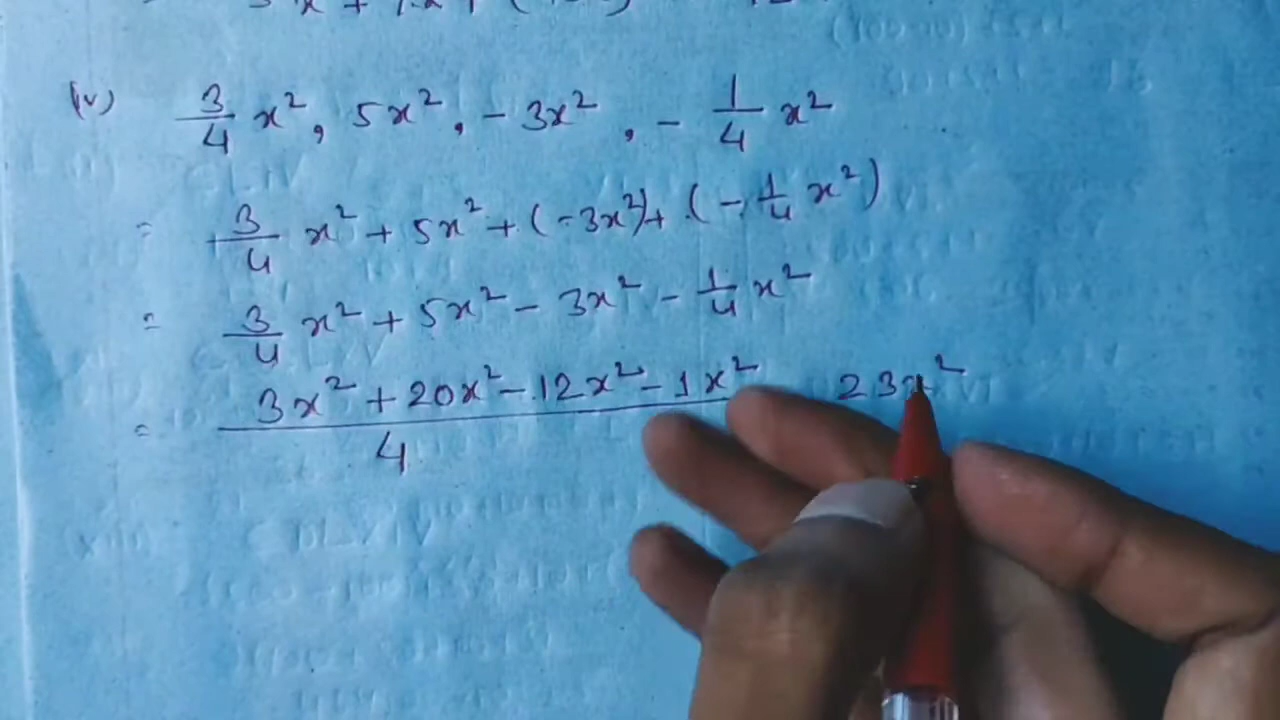 (v) 3/4 x², 5x², -3x², - 1/4 x²
= 3/4 x² + 5x² + (-3x²) + (- 1/4 x²)
= 3/4 x² + 5x² - 3x² - 1/4 x²
= (3x² + 20x² - 12x² - 1x²)/4 23x²